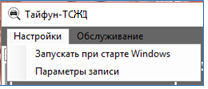 Тайфун-ТСЖД
Настройки Обслуживание
Запускать при старте Windows
Параметры записи